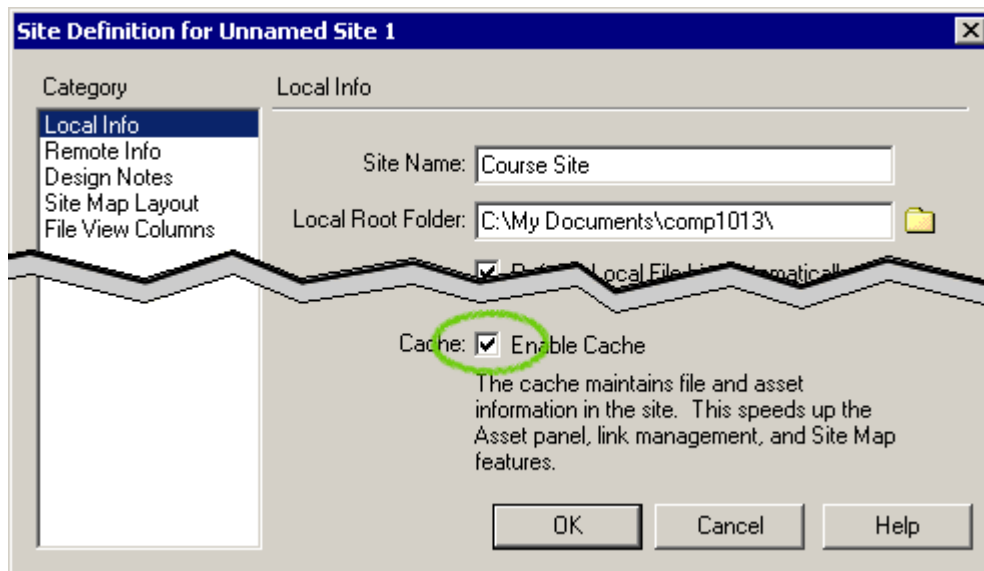 Site Definition for Unnamed Site 1
Category
Local Info
Local Info
Remote Info
Design Notes
Site Map Layout
File View Columns
Site Name: Course Site
Local Root Folder: C:\My Documents\comp1013\
Local File
Cache: Enable Cache
The cache maintains file and asset
information in the site. This speeds up the
Asset panel, link management, and Site Map
features.
OK Cancel Help